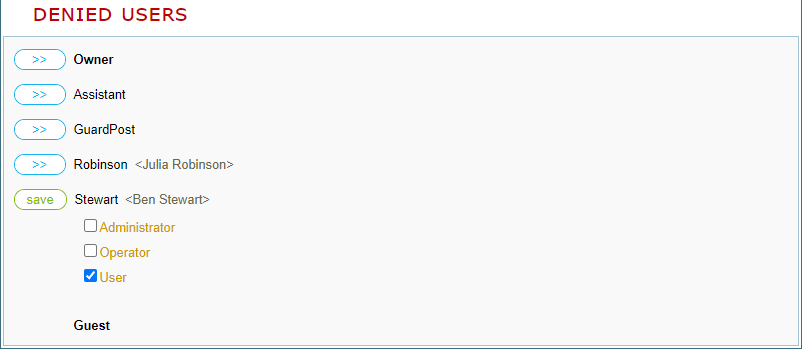 DENIED USERS
>> Owner
>> Assistant
>> GuardPost
>> Robinson <Julia Robinson>
save Stewart <Ben Stewart>
Administrator
Operator
User
Guest